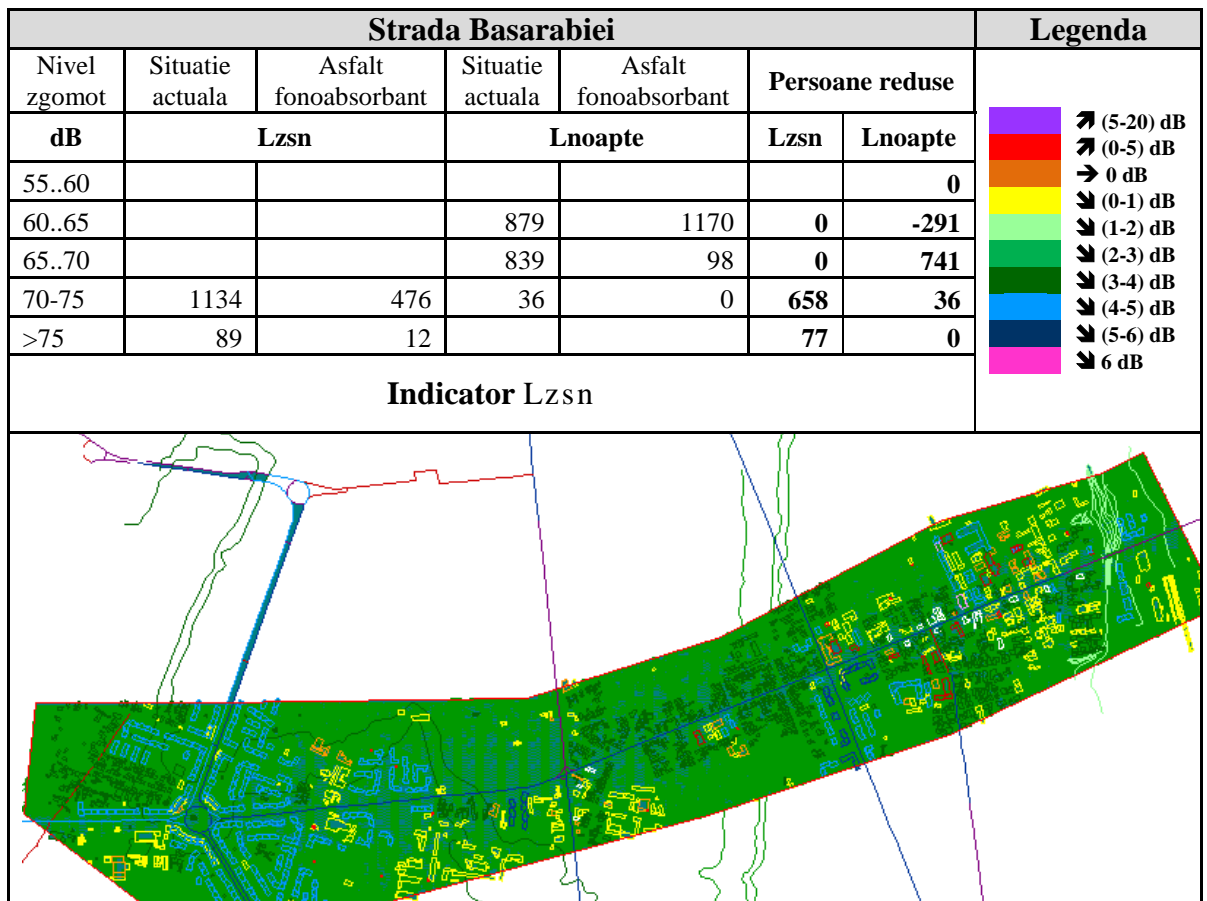 Strada Basarabiei Legenda
Nivel zgomot Situatie actuala Asfalt fonoabsorbant Situatie actuala Asfalt fonoabsorbant Persoane reduse
dB Lzsn Lnoapte Lzsn Lnoapte
55..60 0
60..65 879 1170 0 -291
65..70 839 98 0 741
70-75 1134 476 36 0 658 36
>75 89 12 77 0
Indicator Lzsn
↗ (5-20) dB
↗ (0-5) dB
→ 0 dB
↘ (0-1) dB
↘ (1-2) dB
↘ (2-3) dB
↘ (3-4) dB
↘ (4-5) dB
↘ (5-6) dB
↘ 6 dB